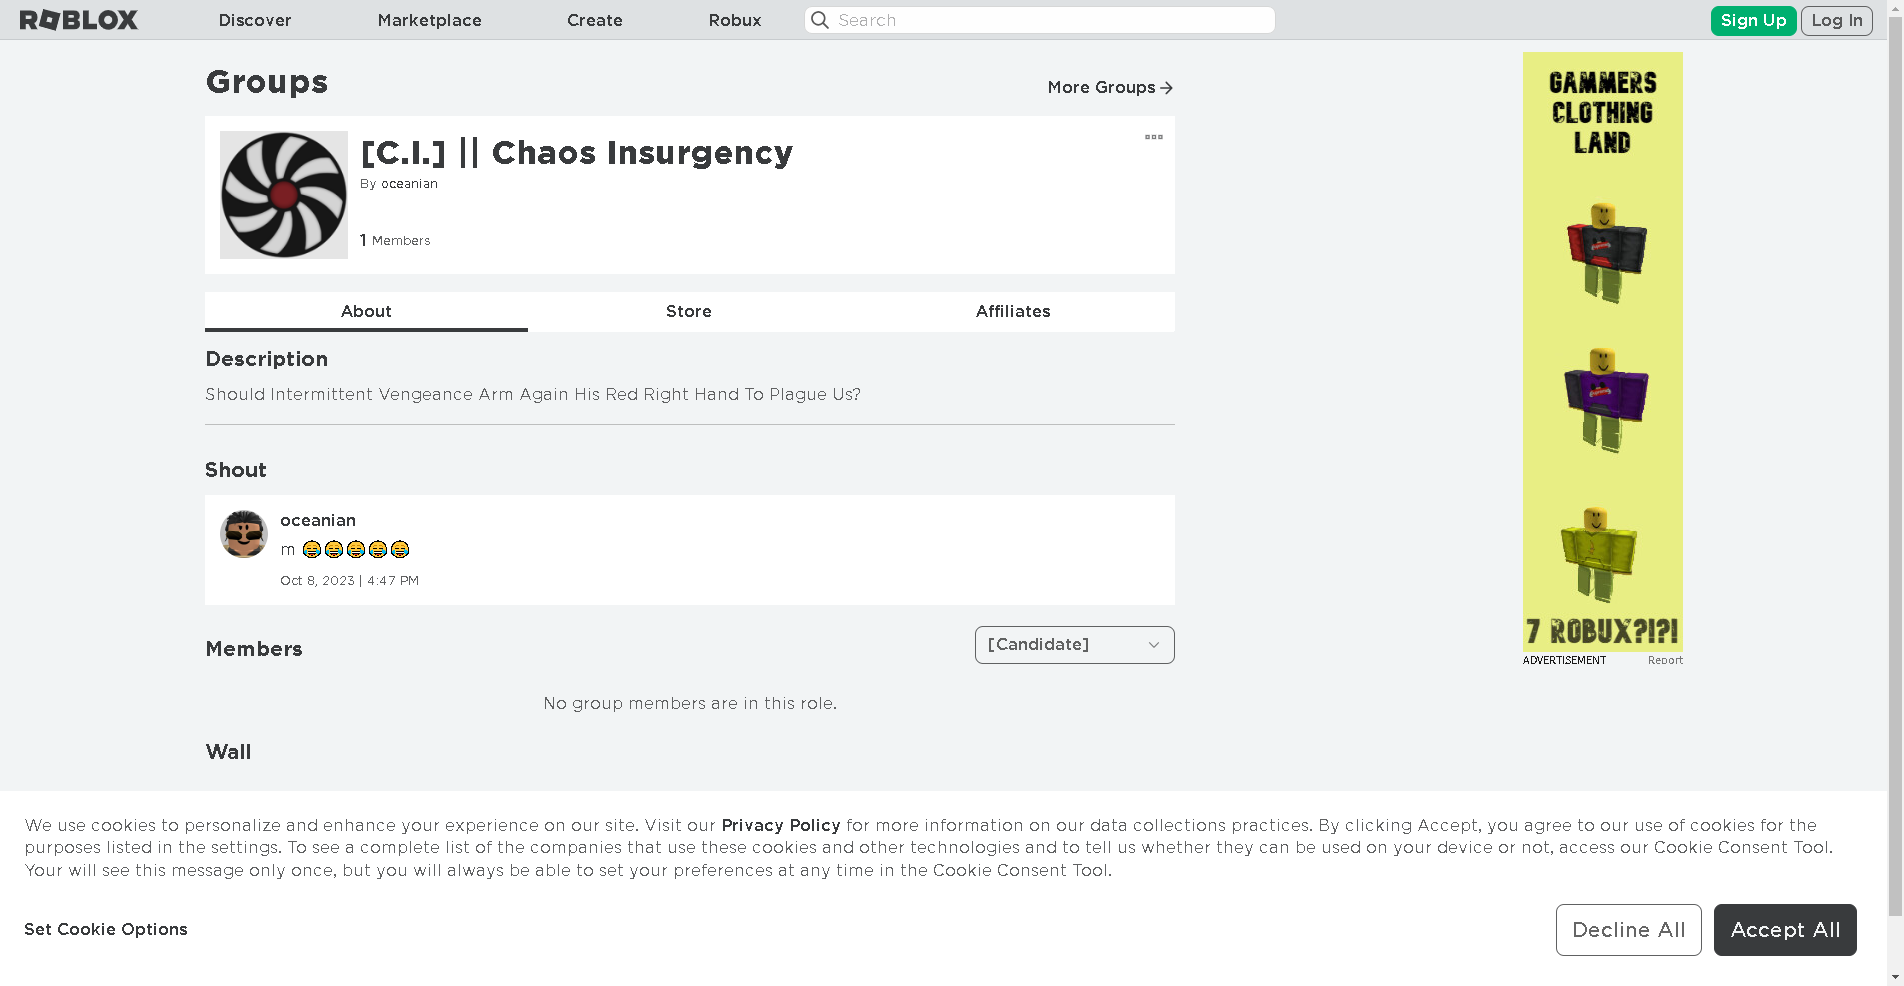 ROBLOX
Discover
Marketplace
Create
Robux
Search
Sign Up
Log In
Groups
More Groups
[C.I.] || Chaos Insurgency
By oceanian
1 Members
About
Store
Affiliates
Description
Should Intermittent Vengeance Arm Again His Red Right Hand To Plague Us?
Shout
oceanian
m 😂😂😂😂😂
Oct 8, 2023 | 4:47 PM
Members
[Candidate]
No group members are in this role.
Wall
GAMMERS
CLOTHING
LAND
7 ROBUX?!?!
ADVERTISEMENT
Report
We use cookies to personalize and enhance your experience on our site. Visit our Privacy Policy for more information on our data collections practices. By clicking Accept, you agree to our use of cookies for the
purposes listed in the settings. To see a complete list of the companies that use these cookies and other technologies and to tell us whether they can be used on your device or not, access our Cookie Consent Tool.
Your will see this message only once, but you will always be able to set your preferences at any time in the Cookie Consent Tool.
Set Cookie Options
Decline All
Accept All